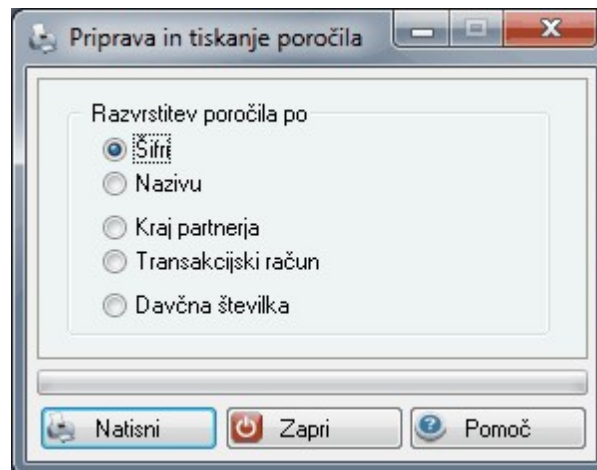 Priprava in tiskanje poročila
Razvrstitev poročila po
Šifri
Nazivu
Kraj partnerja
Transakcijski račun
Davčna številka
Natisni
Zapri
Pomoč